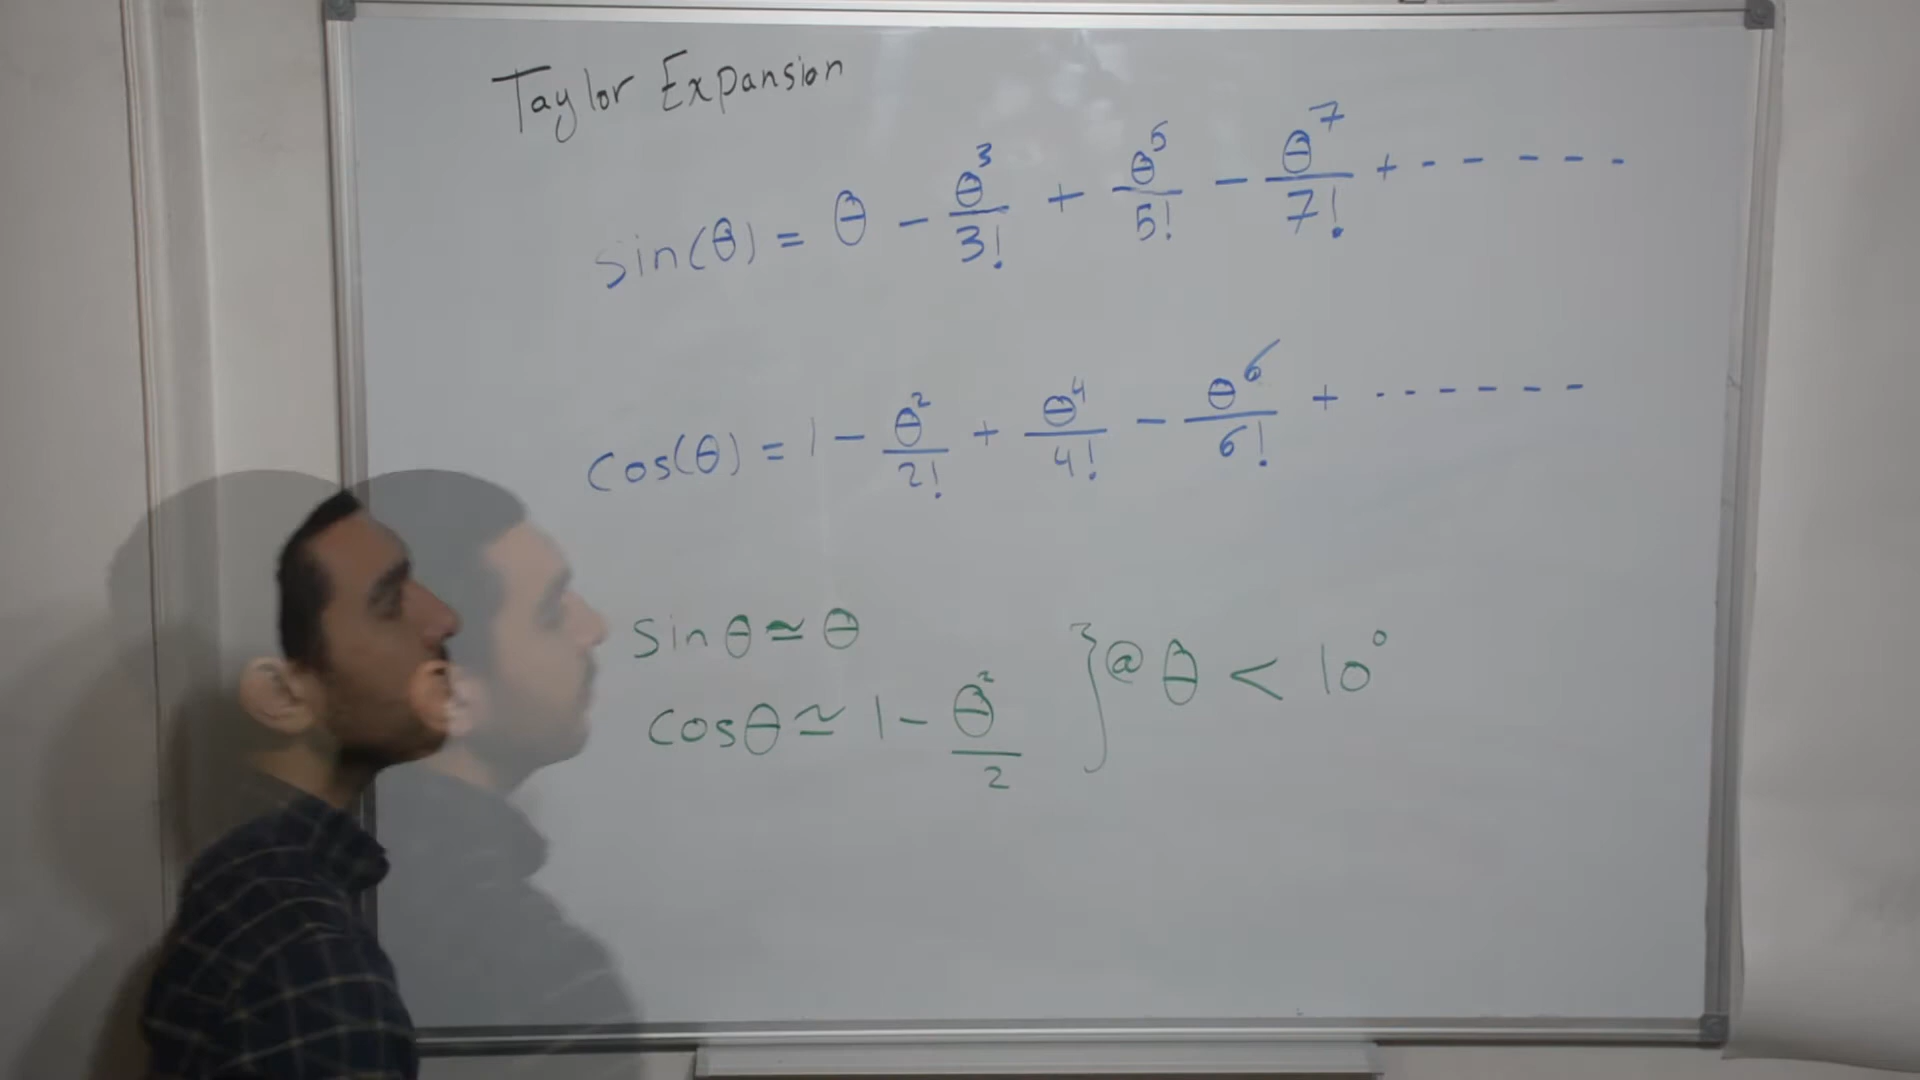 Taylor Expansion
sin(θ) = θ - θ³/3! + θ⁵/5! - θ⁷/7! + ------
cos(θ) = 1 - θ²/2! + θ⁴/4! - θ⁶/6! + ------
sinθ ≃ θ
cosθ ≃ 1 - θ²/2 } @ θ < 10°